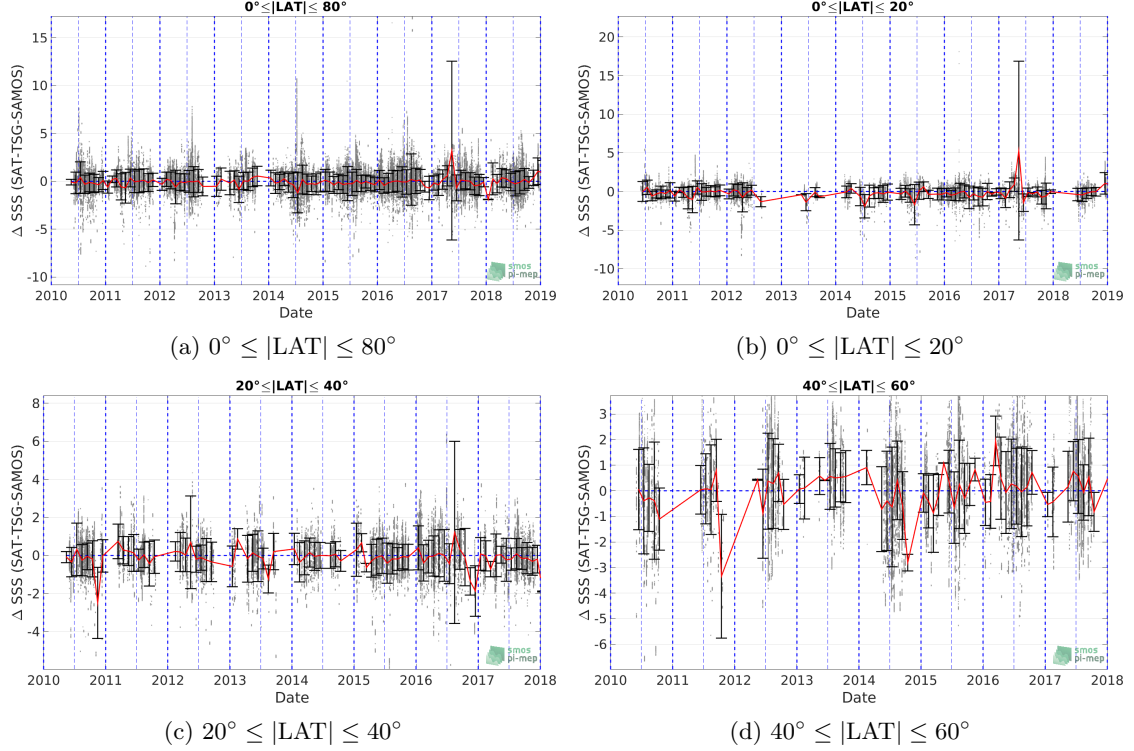 0°≤|LAT|≤ 80°
Δ SSS (SAT-TSG-SAMOS)
15
10
5
0
-5
-10
2010 2011 2012 2013 2014 2015 2016 2017 2018 2019
Date
smos
pi-mep
(a) 0° ≤ |LAT| ≤ 80°
0°≤|LAT|≤ 20°
Δ SSS (SAT-TSG-SAMOS)
20
15
10
5
0
-5
-10
2010 2011 2012 2013 2014 2015 2016 2017 2018 2019
Date
smos
pi-mep
(b) 0° ≤ |LAT| ≤ 20°
20°≤|LAT|≤ 40°
Δ SSS (SAT-TSG-SAMOS)
8
6
4
2
0
-2
-4
2010 2011 2012 2013 2014 2015 2016 2017 2018
Date
smos
pi-mep
(c) 20° ≤ |LAT| ≤ 40°
40°≤|LAT|≤ 60°
Δ SSS (SAT-TSG-SAMOS)
3
2
1
0
-1
-2
-3
-4
-5
-6
2010 2011 2012 2013 2014 2015 2016 2017 2018
Date
smos
pi-mep
(d) 40° ≤ |LAT| ≤ 60°